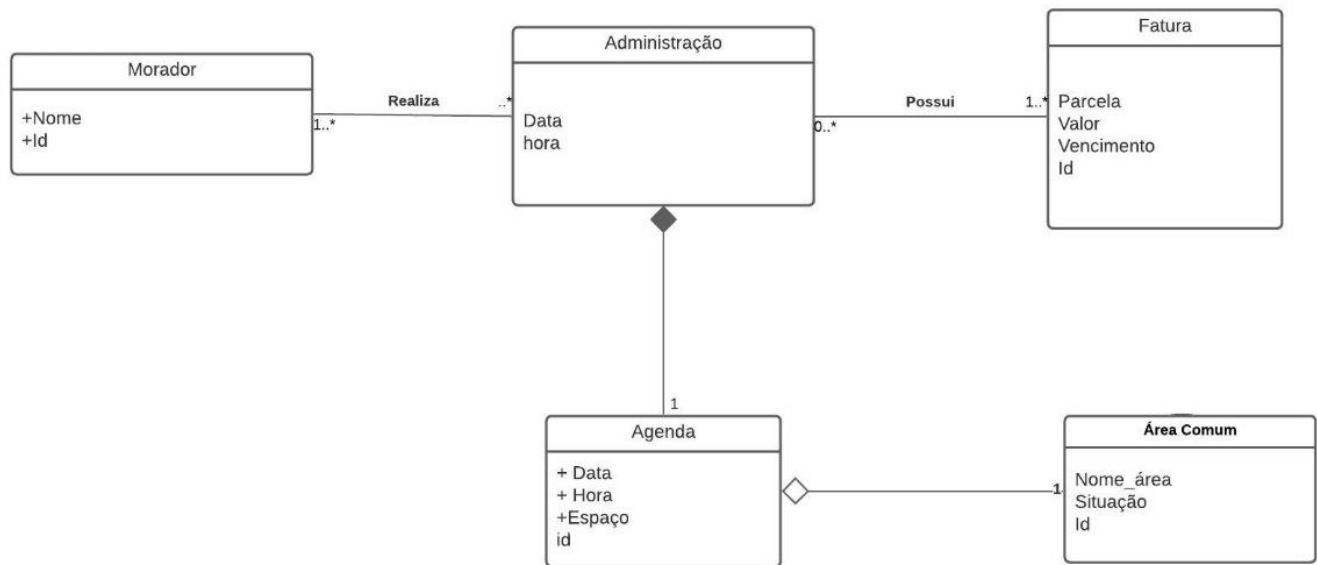 Morador
+Nome
+Id
Realiza
1..*
..*
Administração
Data
hora
Possui
0..*
1..*
Fatura
Parcela
Valor
Vencimento
Id
1
Agenda
+ Data
+ Hora
+Espaço
id
1
Área Comum
Nome_área
Situação
Id